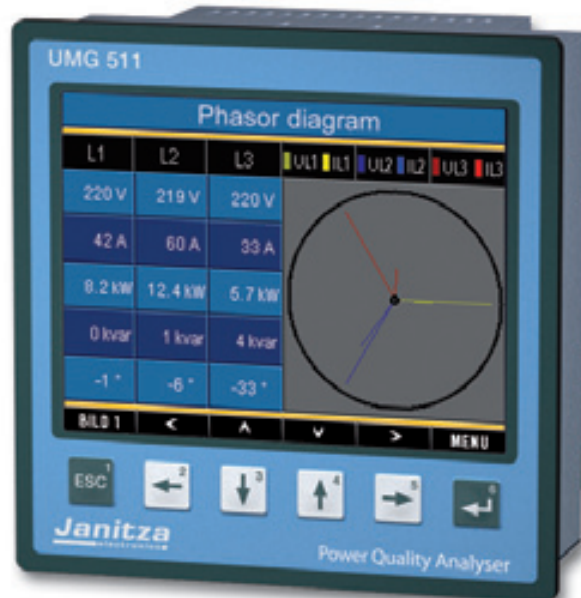 UMG 511
Phasor diagram
L1 L2 L3 UL1 IL1 UL2 IL2 UL3 IL3
220 V 219 V 220 V
42 A 60 A 33 A
8.2 kW 12.4 kW 5.7 kW
0 kvar 1 kvar 4 kvar
-1 ° -6 ° -33 °
BILD 1 < ʌ v > MENU
ESC 1 ← 2 ↓ 3 ↑ 4 → 5 ↵ 6
Janitza
electronics
Power Quality Analyser